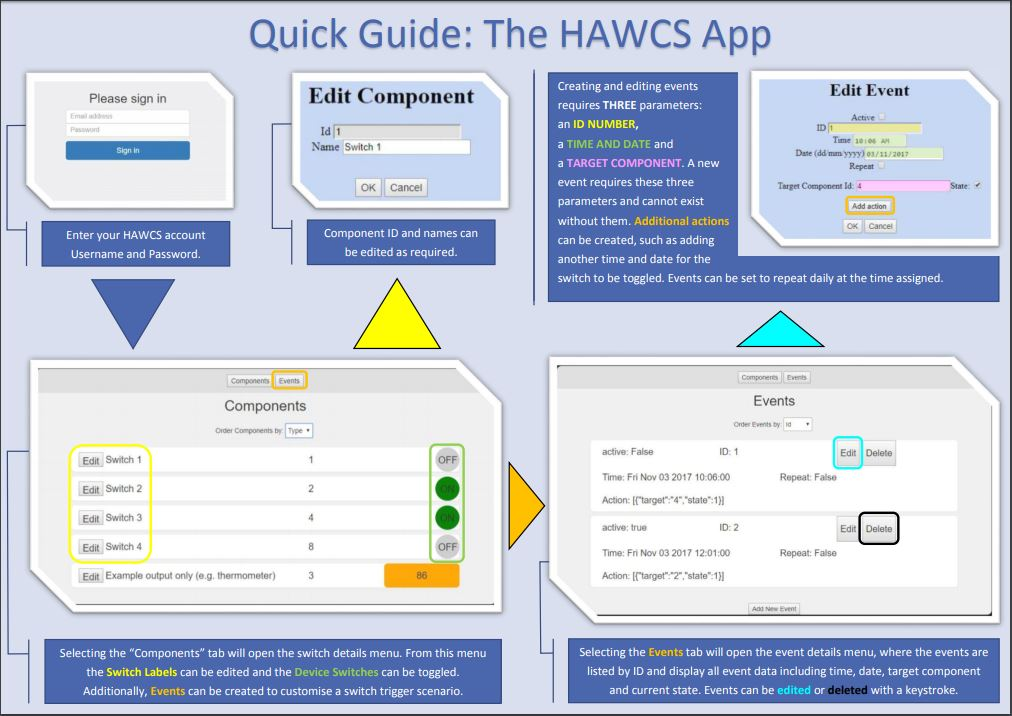 Quick Guide: The HAWCS App
Please sign in
Email address
Password
Sign in
Enter your HAWCS account
Username and Password.
Edit Component
Id 1
Name Switch 1
OK Cancel
Component ID and names can
be edited as required.
Creating and editing events
requires THREE parameters:
an ID NUMBER,
a TIME AND DATE and
a TARGET COMPONENT. A new
event requires these three
parameters and cannot exist
without them. Additional actions
can be created, such as adding
another time and date for the
switch to be toggled. Events can be set to repeat daily at the time assigned.
Edit Event
Active
ID 1
Time 10:06 AM
Date (dd/mm/yyyy) 03/11/2017
Repeat
Target Component Id: 4 State:
Add action
OK Cancel
Components Events
Components
Order Components by: Type
Edit Switch 1 1 OFF
Edit Switch 2 2 ON
Edit Switch 3 4 ON
Edit Switch 4 8 OFF
Edit Example output only (e.g. thermometer) 3 86
Selecting the “Components” tab will open the switch details menu. From this menu
the Switch Labels can be edited and the Device Switches can be toggled.
Additionally, Events can be created to customise a switch trigger scenario.
Components Events
Events
Order Events by: Id
active: False ID: 1 Edit Delete
Time: Fri Nov 03 2017 10:06:00 Repeat: False
Action: [{"target":"4","state":1}]
active: true ID: 2 Edit Delete
Time: Fri Nov 03 2017 12:01:00 Repeat: False
Action: [{"target":"2","state":1}]
Add New Event
Selecting the Events tab will open the event details menu, where the events are
listed by ID and display all event data including time, date, target component
and current state. Events can be edited or deleted with a keystroke.